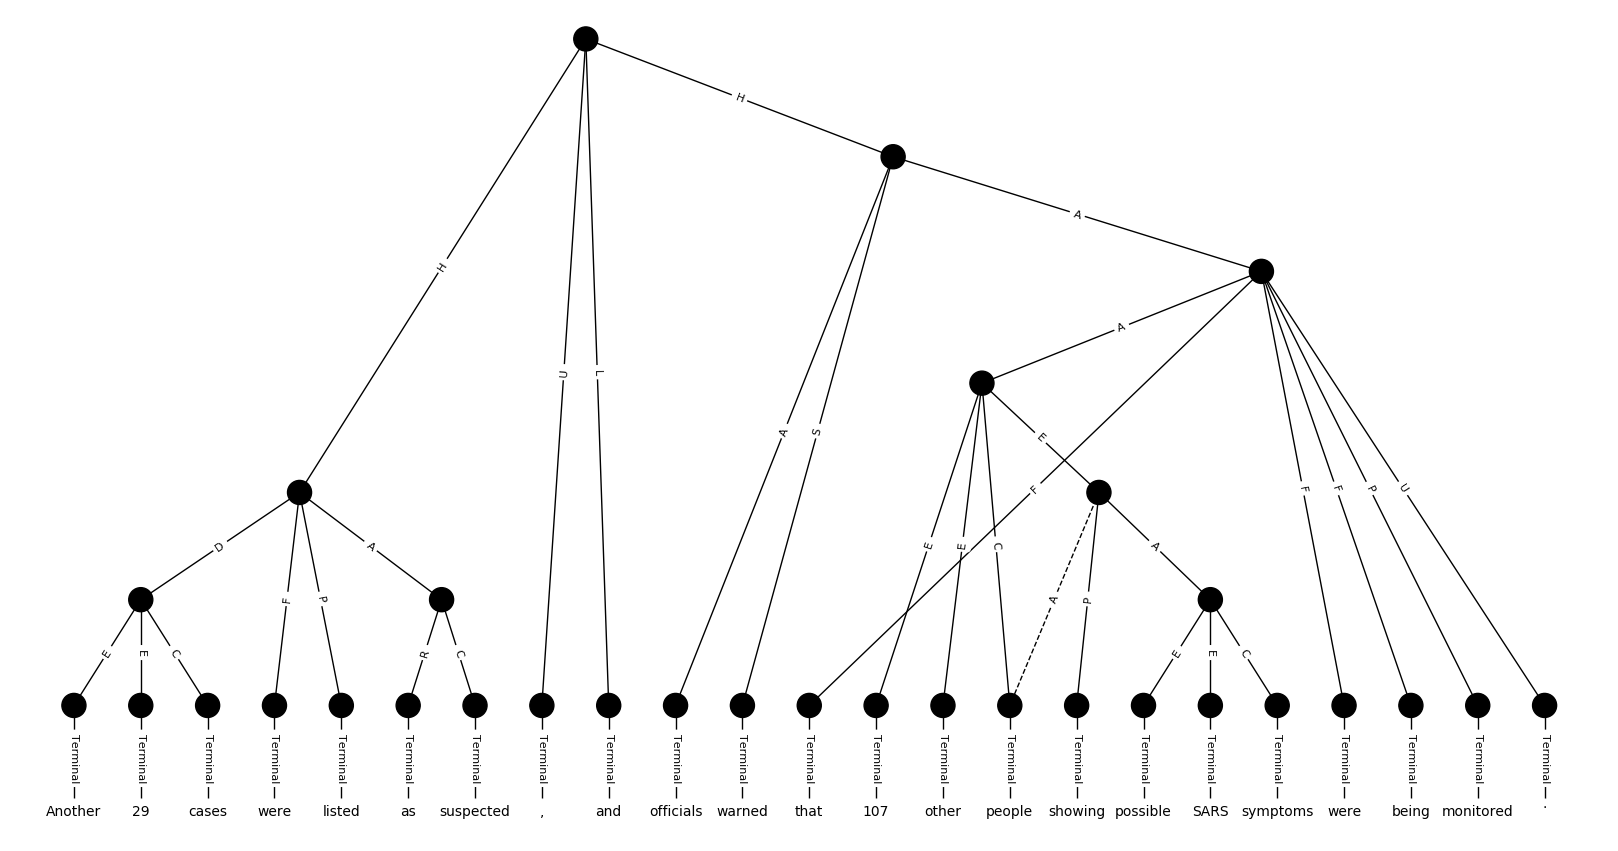 H
H
A
A
H
U
L
A
S
E
F
F
F
P
U
D
A
E
E
C
A
F
P
A
P
E
E
C
R
C
E
E
C
Terminal Terminal Terminal Terminal Terminal Terminal Terminal Terminal Terminal Terminal Terminal Terminal Terminal Terminal Terminal Terminal Terminal Terminal Terminal Terminal Terminal Terminal Terminal
Another 29 cases were listed as suspected , and officials warned that 107 other people showing possible SARS symptoms were being monitored .